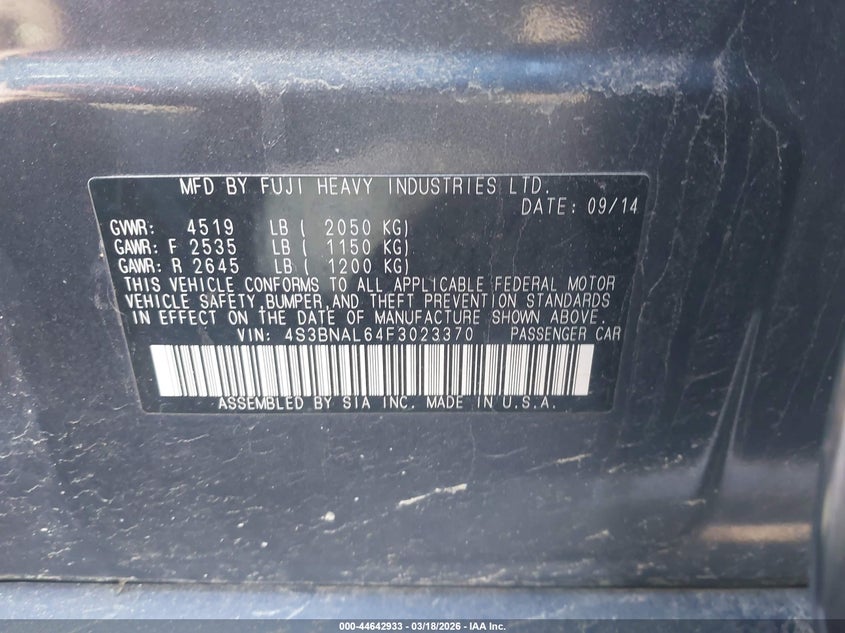 MFD BY FUJI HEAVY INDUSTRIES LTD.
DATE: 09/14
GVWR: 4519 LB ( 2050 KG)
GAWR: F 2535 LB ( 1150 KG)
GAWR: R 2645 LB ( 1200 KG)
THIS VEHICLE CONFORMS TO ALL APPLICABLE FEDERAL MOTOR
VEHICLE SAFETY,BUMPER,AND THEFT PREVENTION STANDARDS
IN EFFECT ON THE DATE OF MANUFACTURE SHOWN ABOVE.
VIN: 4S3BNAL64F3023370 PASSENGER CAR
ASSEMBLED BY SIA INC. MADE IN U.S.A.
000-44642933 - 03/18/2026 - IAA Inc.